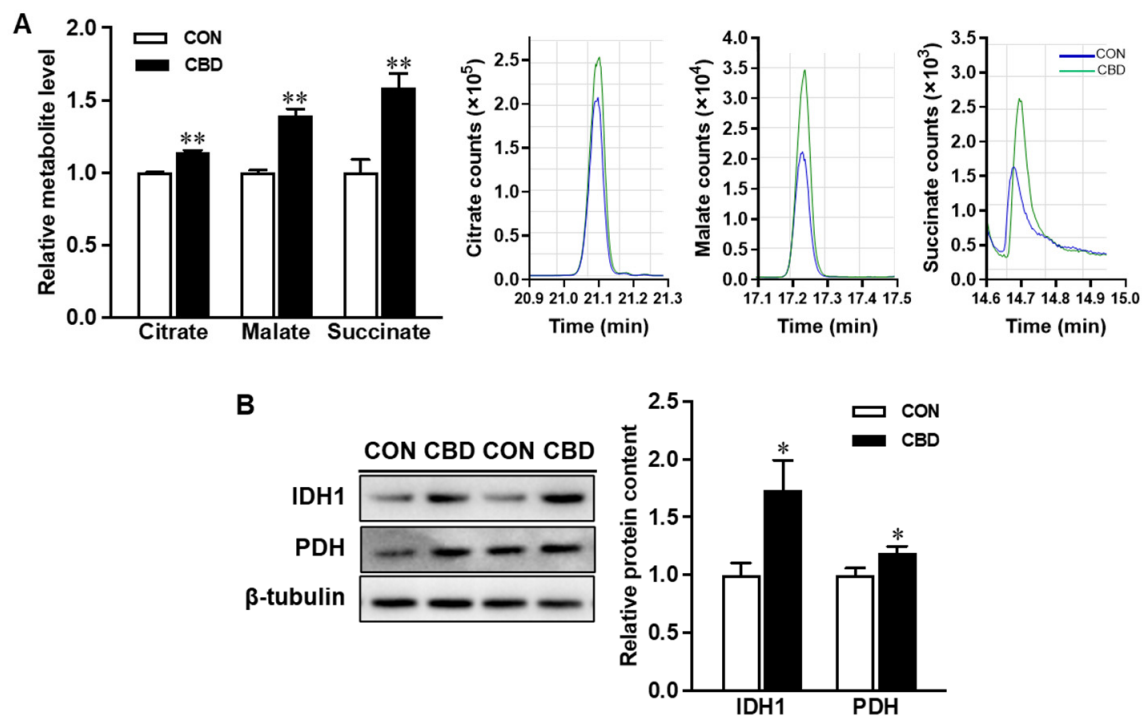 A
Relative metabolite level
2.0
1.5
1.0
0.5
0.0
CON
CBD
**
**
**
Citrate
Malate
Succinate
Citrate counts (×10⁵)
2.5
2.0
1.5
1.0
0.5
0.0
20.9 21.0 21.1 21.2 21.3
Time (min)
Malate counts (×10⁴)
4.0
3.5
3.0
2.5
2.0
1.5
1.0
0.5
0.0
17.1 17.2 17.3 17.4 17.5
Time (min)
Succinate counts (×10³)
3.5
3.0
2.5
2.0
1.5
1.0
0.5
0.0
CON
CBD
14.6 14.7 14.8 14.9 15.0
Time (min)
B
CON CBD CON CBD
IDH1
PDH
β-tubulin
Relative protein content
2.5
2.0
1.5
1.0
0.5
0.0
CON
CBD
*
*
IDH1
PDH